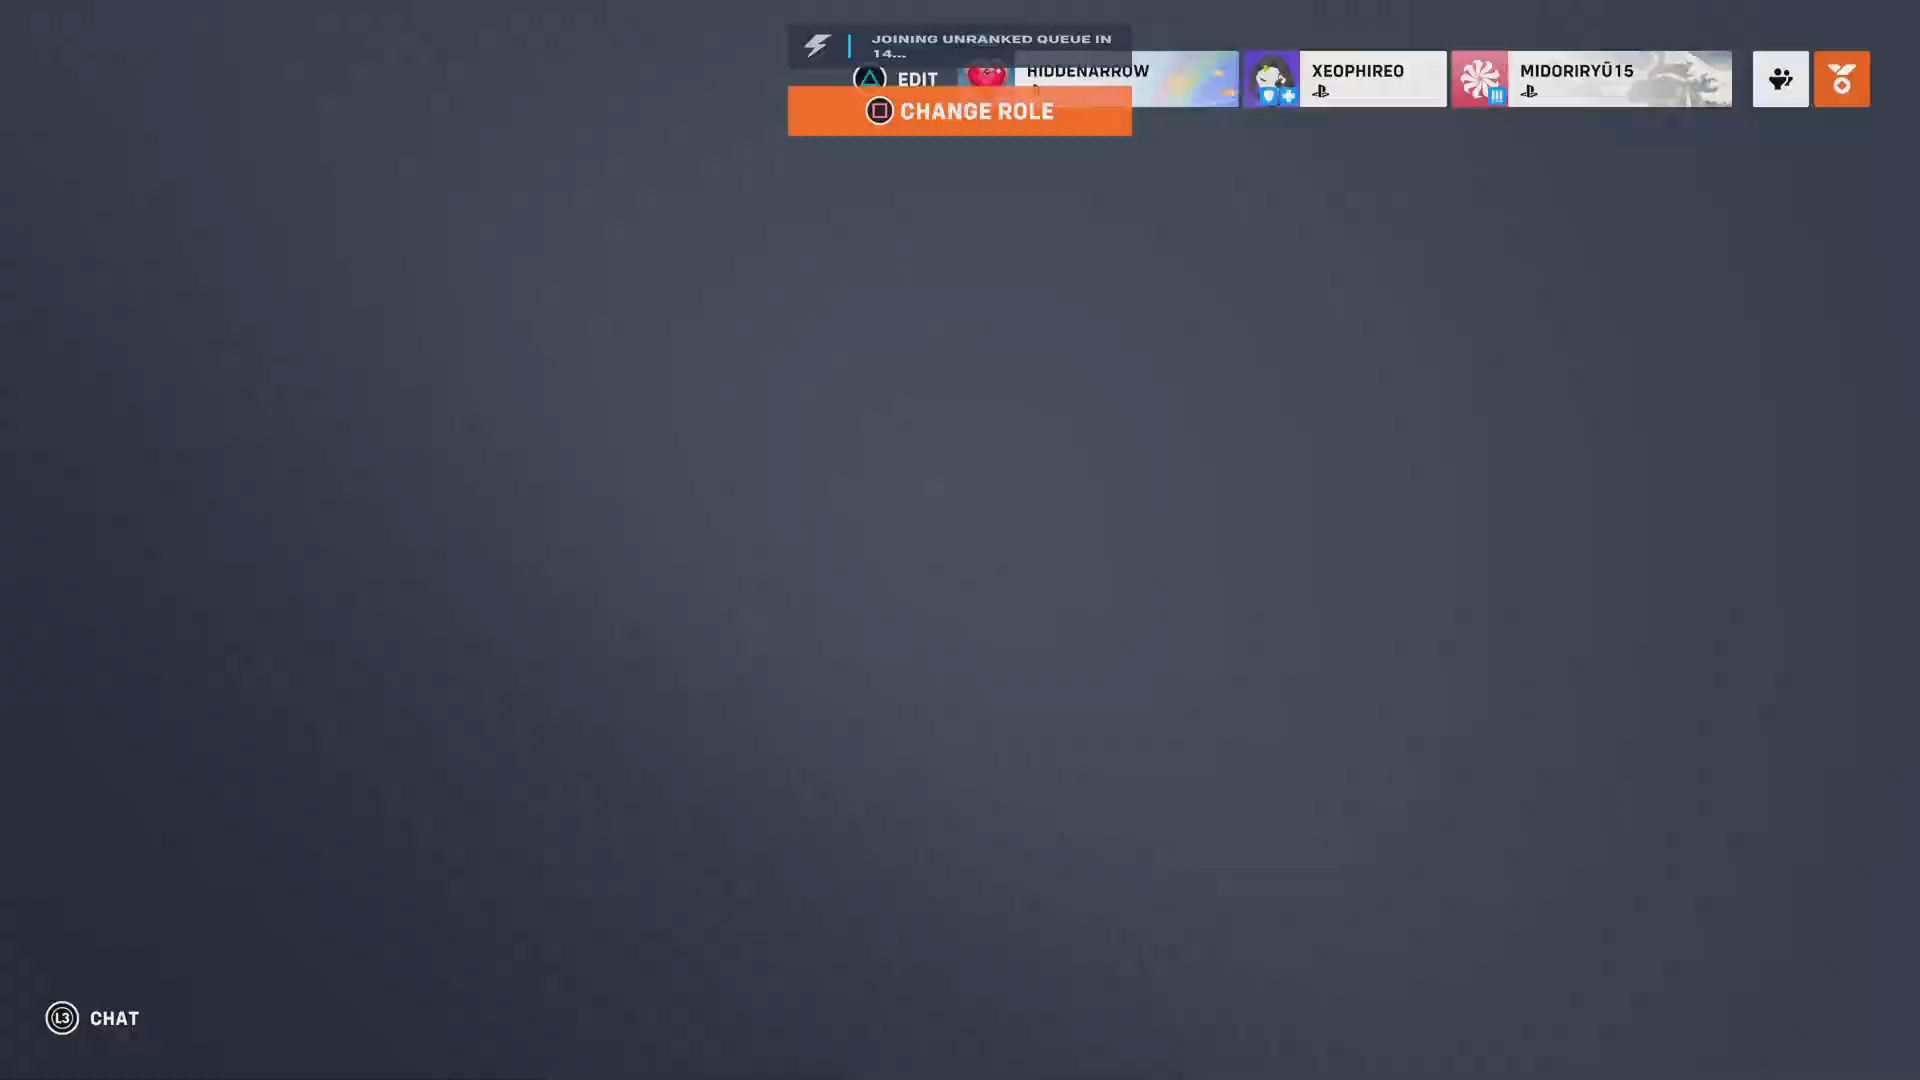 JOINING UNRANKED QUEUE IN
14...
EDIT
HIDDENARROW
XEOPHIREO
MIDORIRYŪ15
CHANGE ROLE
L3 CHAT